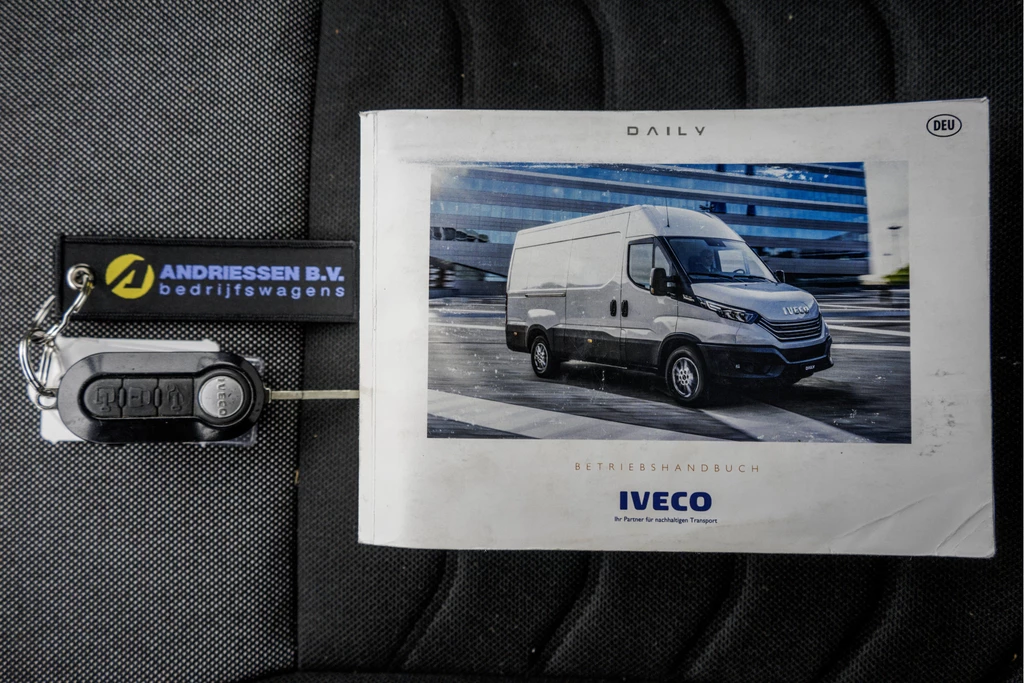 DAILY
DEU
ANDRIESSEN B.V.
bedrijfswagens
IVECO
IVECO
BETRIEBSHANDBUCH
IVECO
Ihr Partner für nachhaltigen Transport